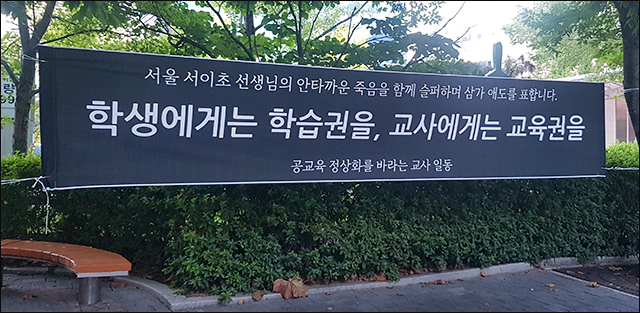 서울 서이초 선생님의 안타까운 죽음을 함께 슬퍼하며 삼가 애도를 표합니다.
학생에게는 학습권을, 교사에게는 교육권을
공교육 정상화를 바라는 교사 일동